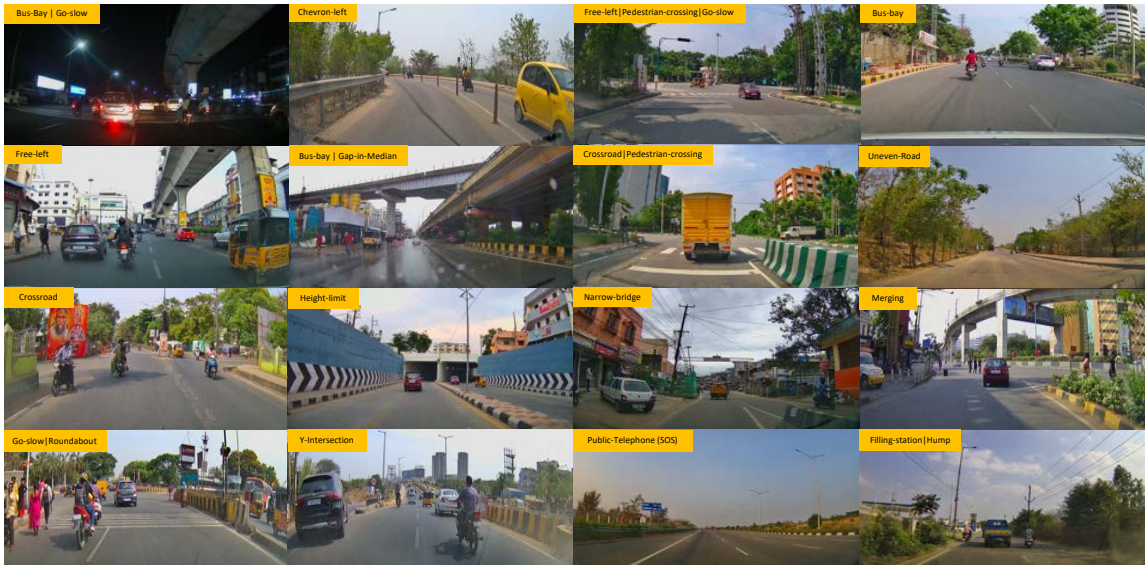 Bus-Bay | Go-slow
Chevron-left
Free-left|Pedestrian-crossing|Go-slow
Bus-bay
Free-left
Bus-bay | Gap-in-Median
Crossroad|Pedestrian-crossing
Uneven-Road
Crossroad
Height-limit
Narrow-bridge
Merging
Go-slow|Roundabout
Y-Intersection
Public-Telephone (SOS)
Filling-station|Hump